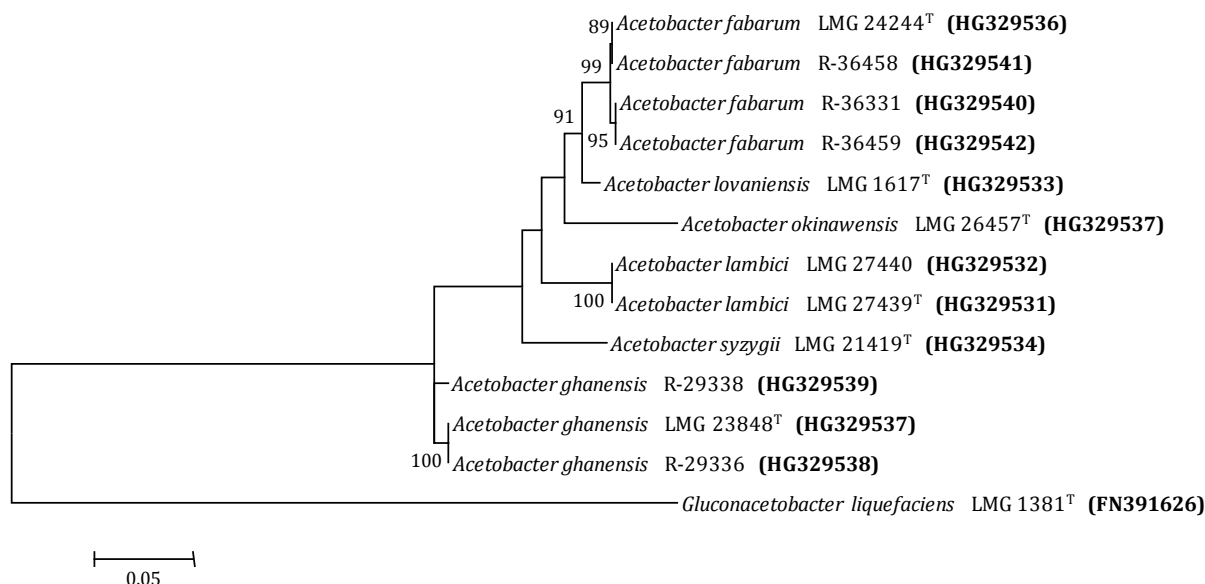 89 Acetobacter fabarum LMG 24244ᵀ (HG329536)
99 Acetobacter fabarum R-36458 (HG329541)
91 Acetobacter fabarum R-36331 (HG329540)
95 Acetobacter fabarum R-36459 (HG329542)
Acetobacter lovaniensis LMG 1617ᵀ (HG329533)
Acetobacter okinawensis LMG 26457ᵀ (HG329537)
Acetobacter lambici LMG 27440 (HG329532)
100 Acetobacter lambici LMG 27439ᵀ (HG329531)
Acetobacter syzygii LMG 21419ᵀ (HG329534)
Acetobacter ghanensis R-29338 (HG329539)
Acetobacter ghanensis LMG 23848ᵀ (HG329537)
100 Acetobacter ghanensis R-29336 (HG329538)
Gluconacetobacter liquefaciens LMG 1381ᵀ (FN391626)
0.05